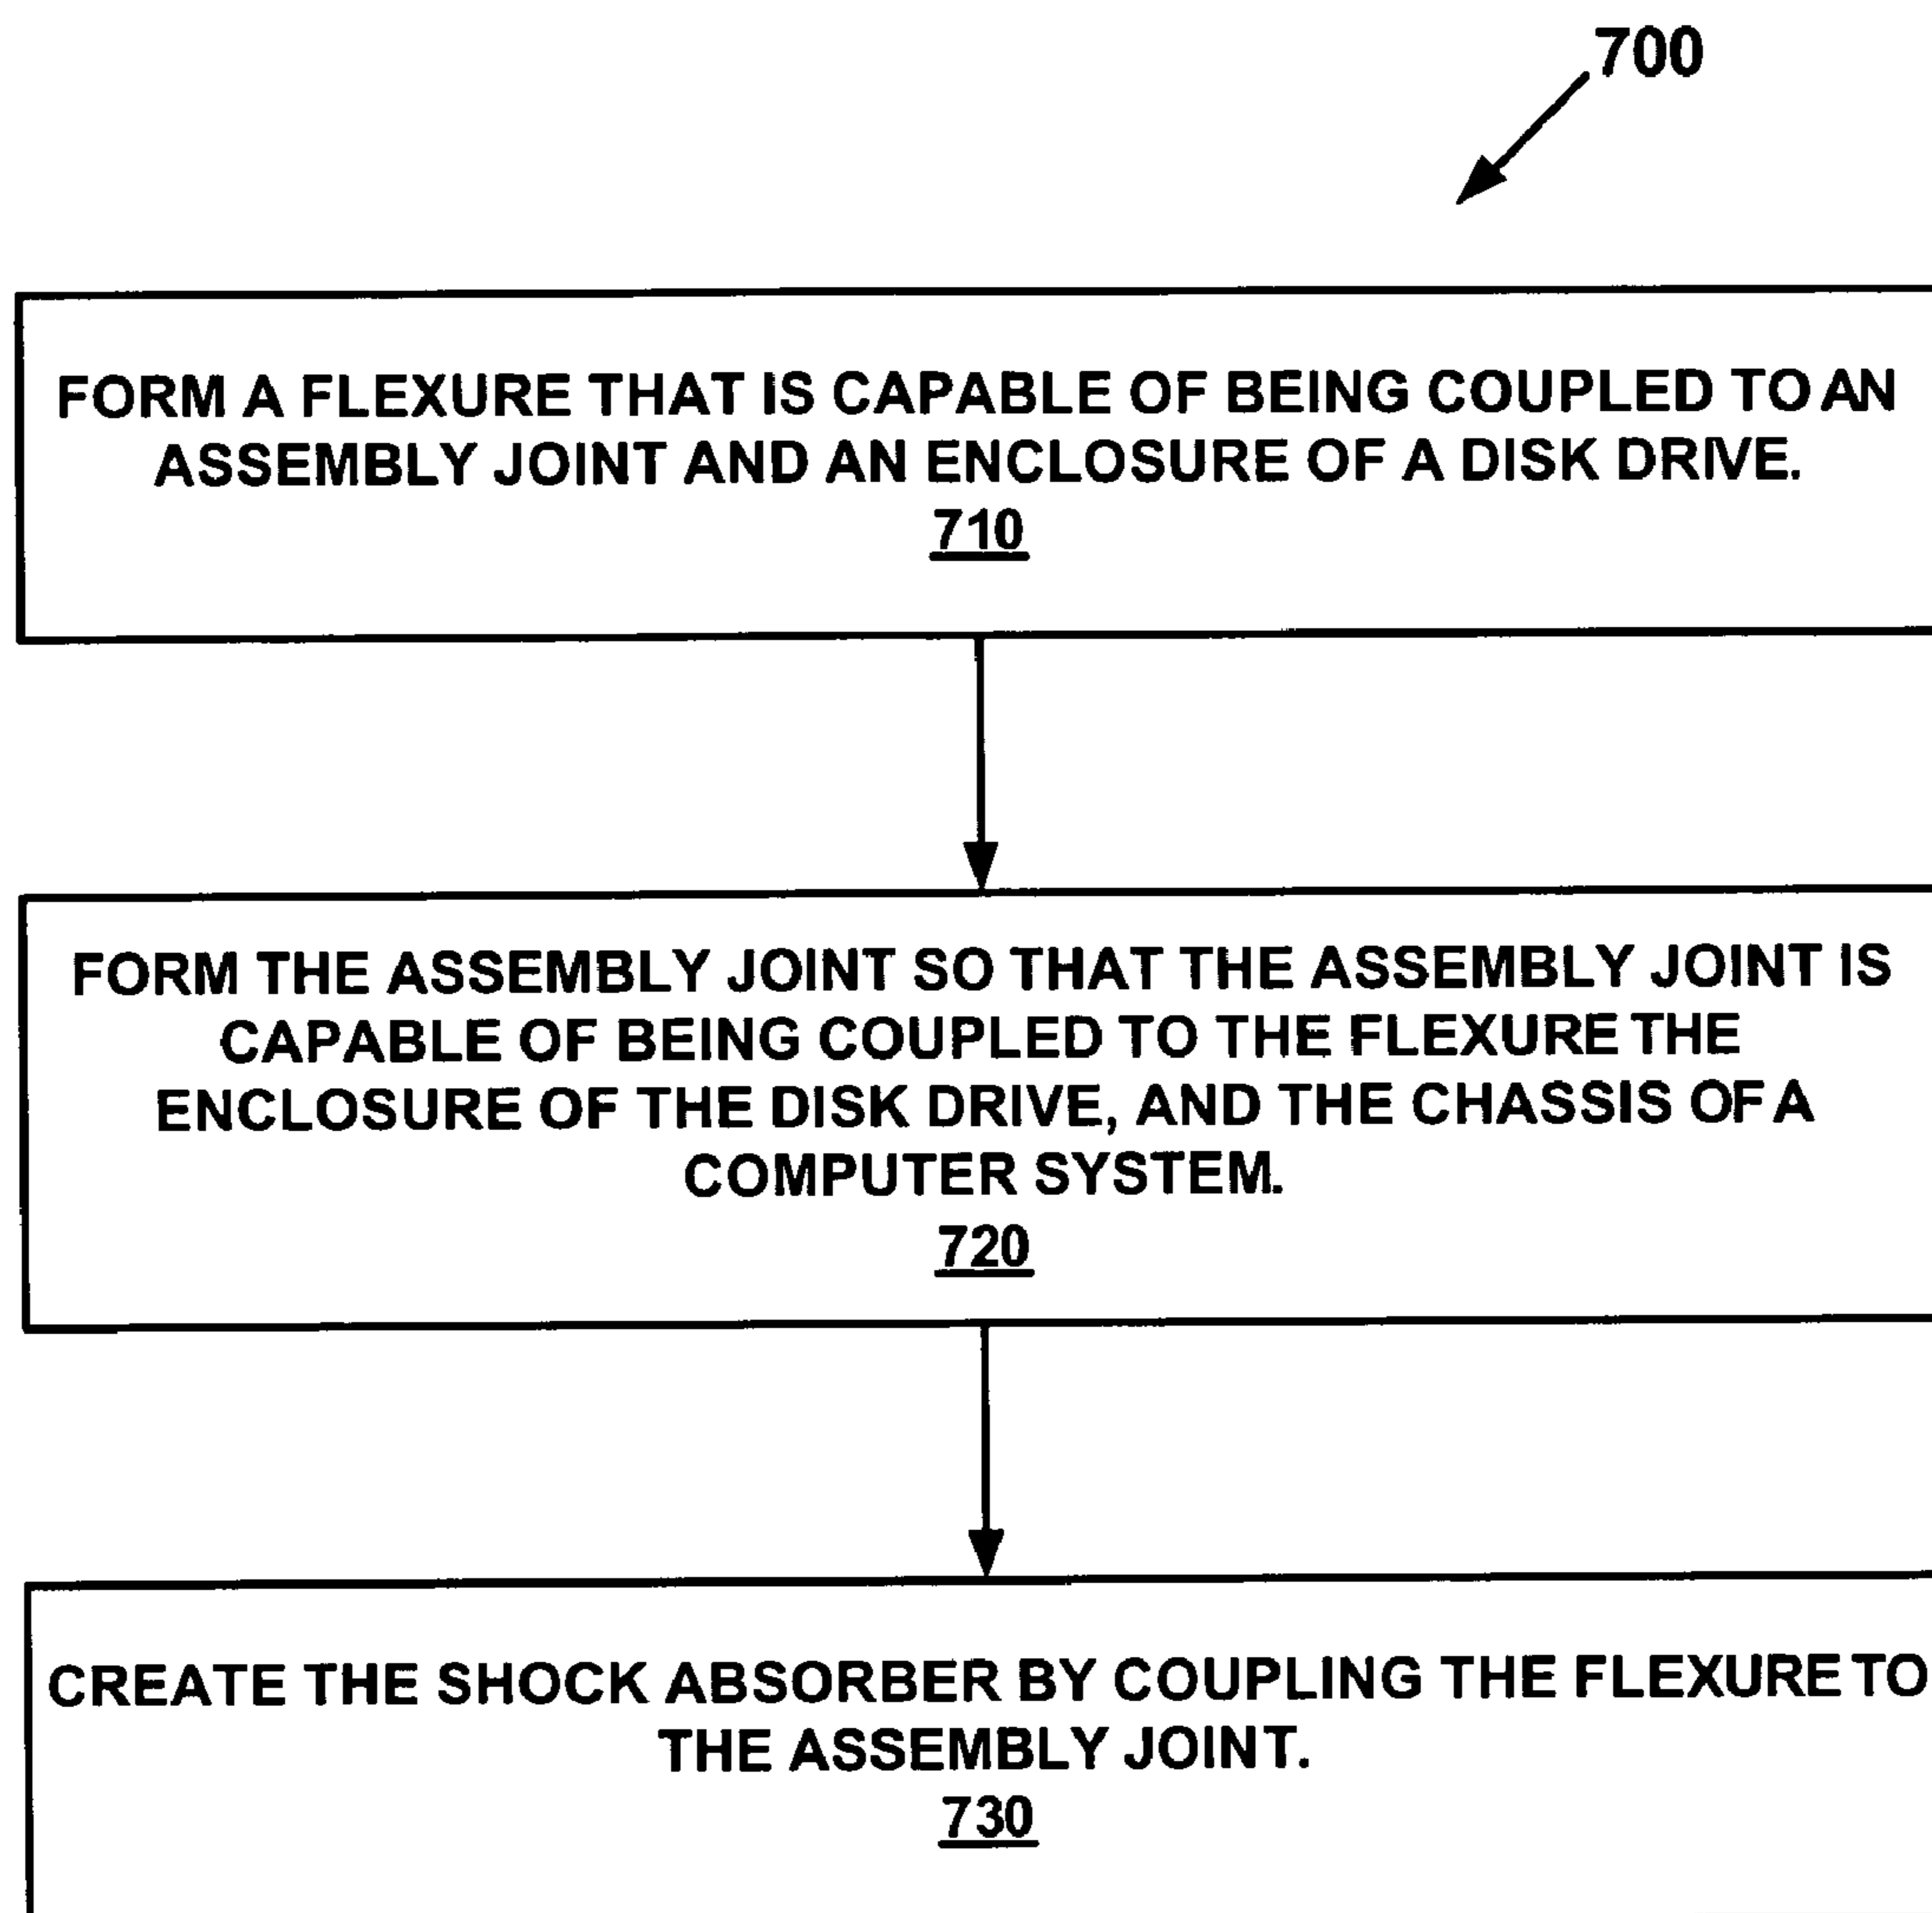 700
FORM A FLEXURE THAT IS CAPABLE OF BEING COUPLED TO AN
ASSEMBLY JOINT AND AN ENCLOSURE OF A DISK DRIVE.
710
FORM THE ASSEMBLY JOINT SO THAT THE ASSEMBLY JOINT IS
CAPABLE OF BEING COUPLED TO THE FLEXURE THE
ENCLOSURE OF THE DISK DRIVE, AND THE CHASSIS OF A
COMPUTER SYSTEM.
720
CREATE THE SHOCK ABSORBER BY COUPLING THE FLEXURE TO
THE ASSEMBLY JOINT.
730